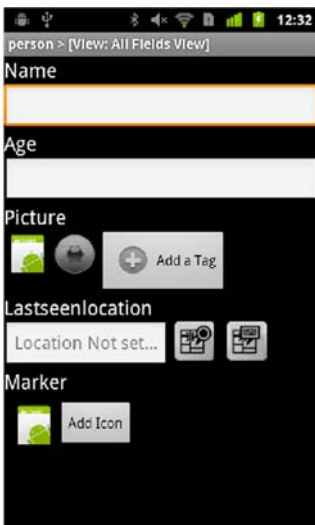 12:32
person > [View: All Fields View]
Name
Age
Picture
Add a Tag
Lastseenlocation
Location Not set...
Marker
Add Icon